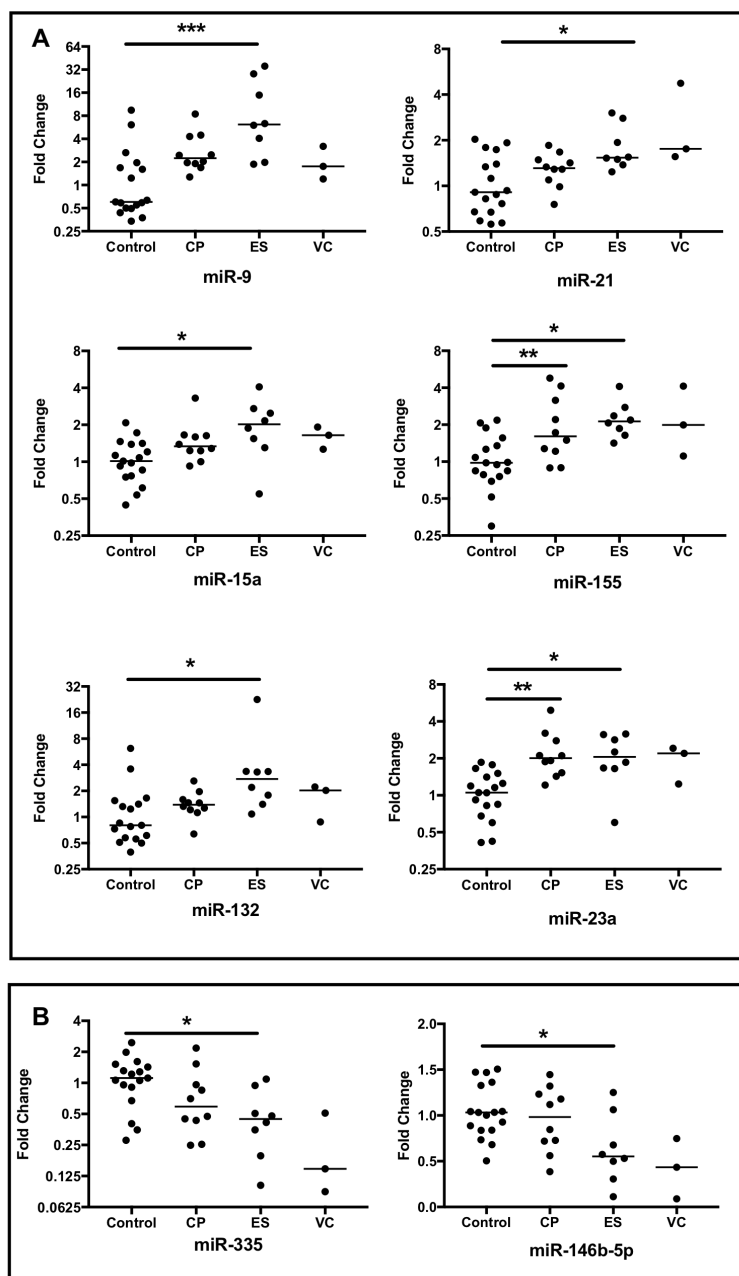 A
***
64
32
16
8
4
2
1
0.5
0.25
Fold Change
Control CP ES VC
miR-9
*
8
4
2
1
0.5
Fold Change
Control CP ES VC
miR-21
*
8
4
2
1
0.5
0.25
Fold Change
Control CP ES VC
miR-15a
*
**
8
4
2
1
0.5
0.25
Fold Change
Control CP ES VC
miR-155
*
32
16
8
4
2
1
0.5
0.25
Fold Change
Control CP ES VC
miR-132
*
**
8
4
2
1
0.5
0.25
Fold Change
Control CP ES VC
miR-23a
B
*
4
2
1
0.5
0.25
0.125
0.0625
Fold Change
Control CP ES VC
miR-335
*
2.0
1.5
1.0
0.5
0.0
Fold Change
Control CP ES VC
miR-146b-5p